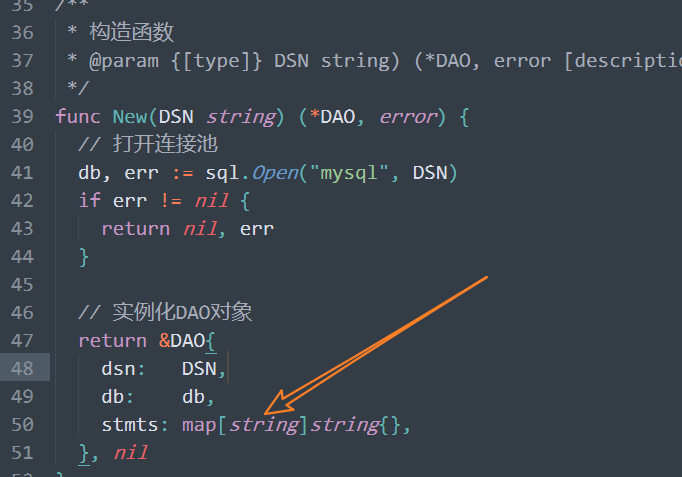 35 /**
36 * 构造函数
37 * @param {[type]} DSN string) (*DAO, error [descripti
38 */
39 func New(DSN string) (*DAO, error) {
40 // 打开连接池
41 db, err := sql.Open("mysql", DSN)
42 if err != nil {
43 return nil, err
44 }
45
46 // 实例化DAO对象
47 return &DAO{
48 dsn: DSN,
49 db: db,
50 stmts: map[string]string{},
51 }, nil